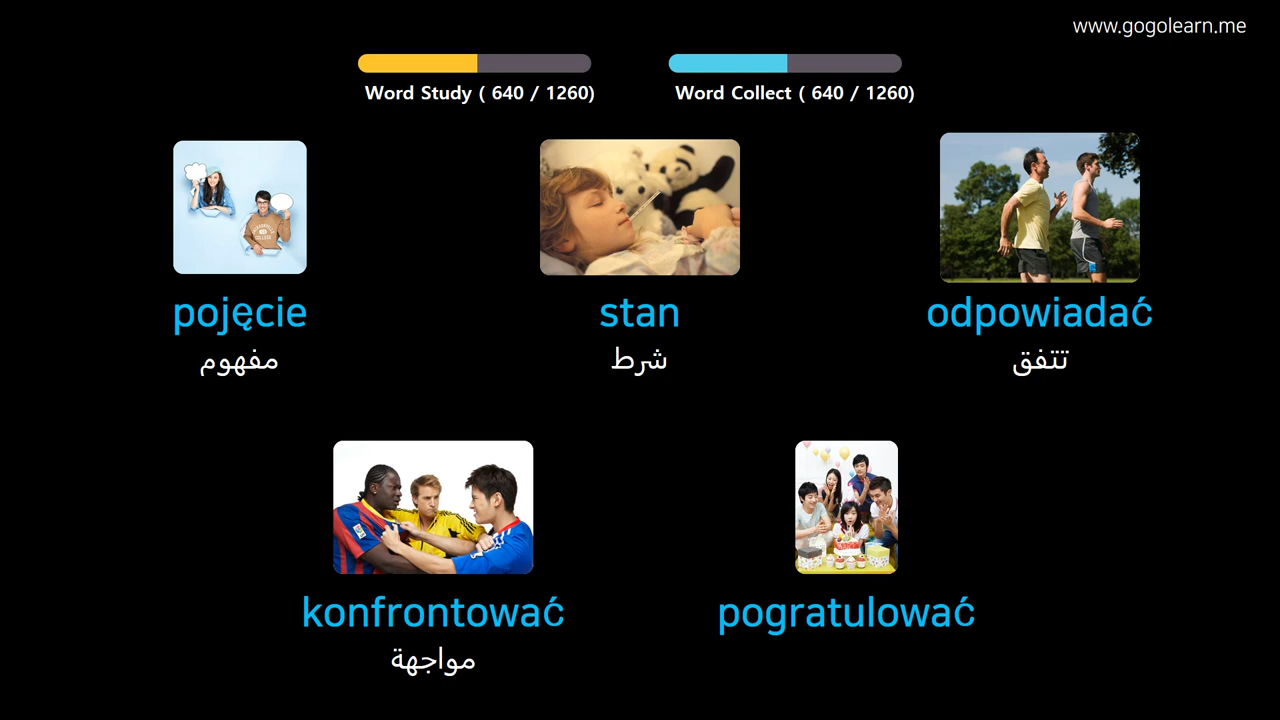 www.gogolearn.me
Word Study ( 640 / 1260)
Word Collect ( 640 / 1260)
pojęcie
مفهوم
stan
شرط
odpowiadać
تتفق
konfrontować
مواجهة
pogratulować